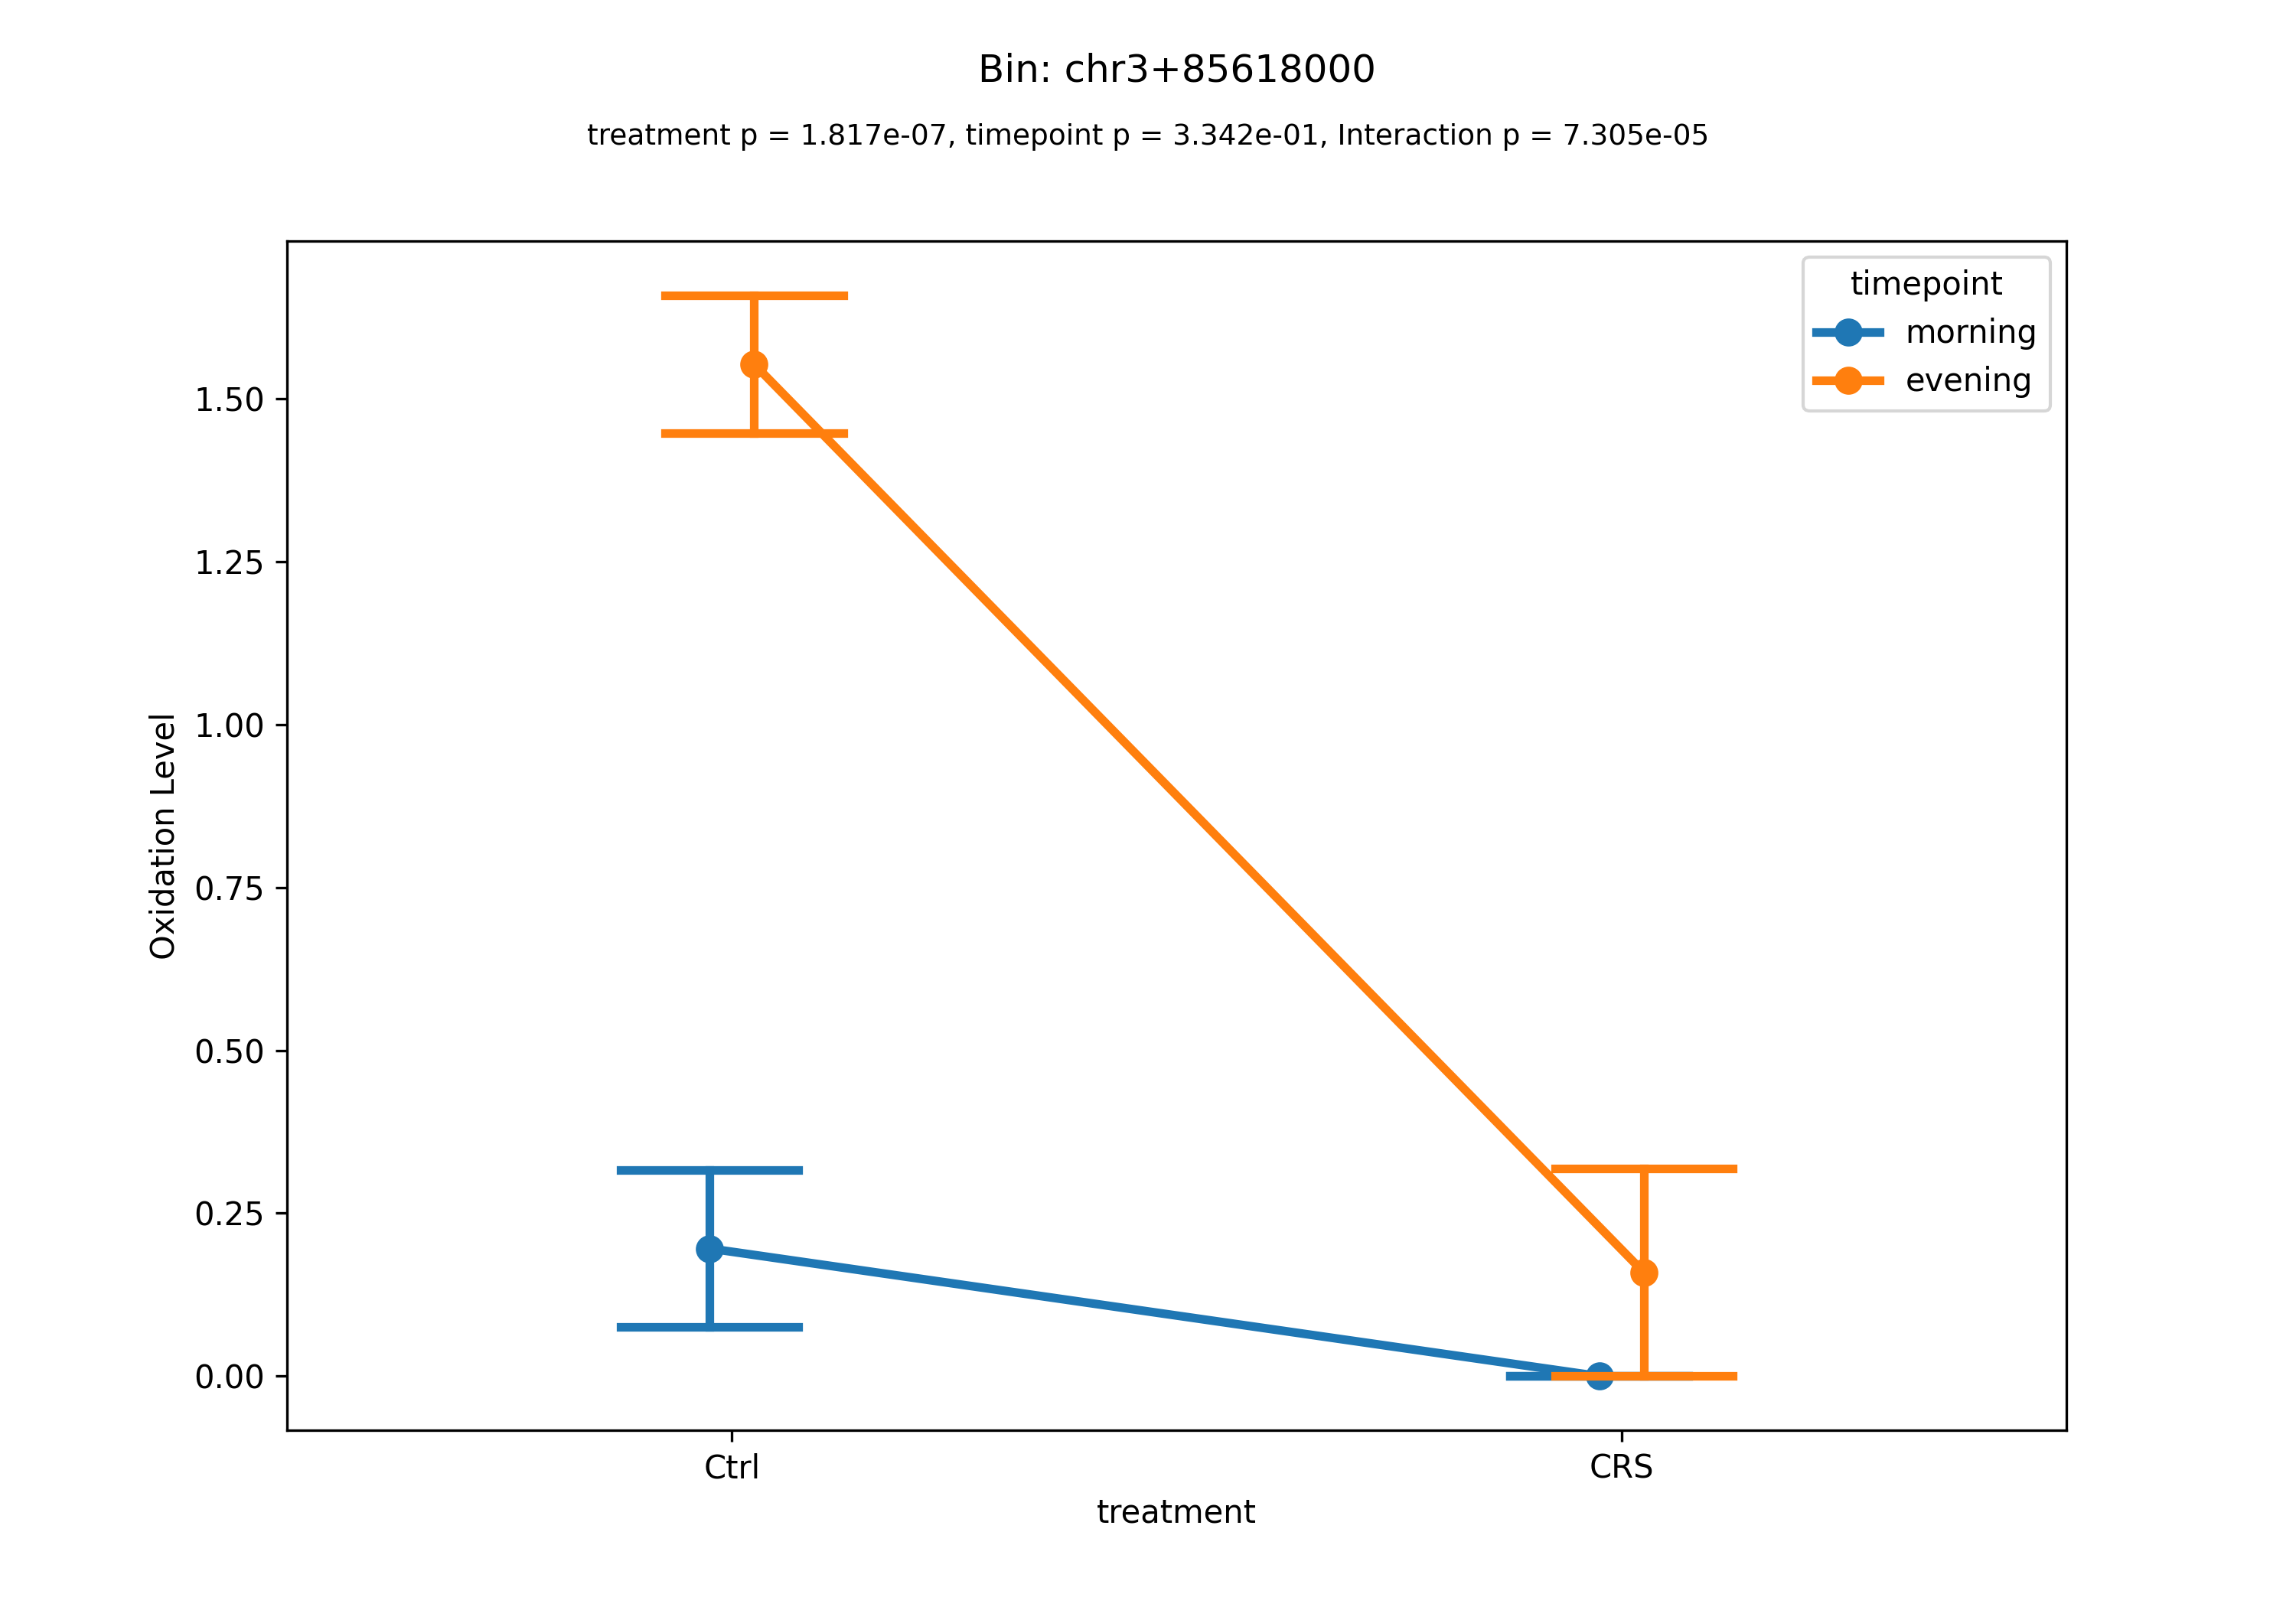 Bin: chr3+85618000
treatment p = 1.817e-07, timepoint p = 3.342e-01, Interaction p = 7.305e-05
timepoint
morning
evening
1.50
1.25
1.00
0.75
0.50
0.25
0.00
Oxidation Level
Ctrl
CRS
treatment